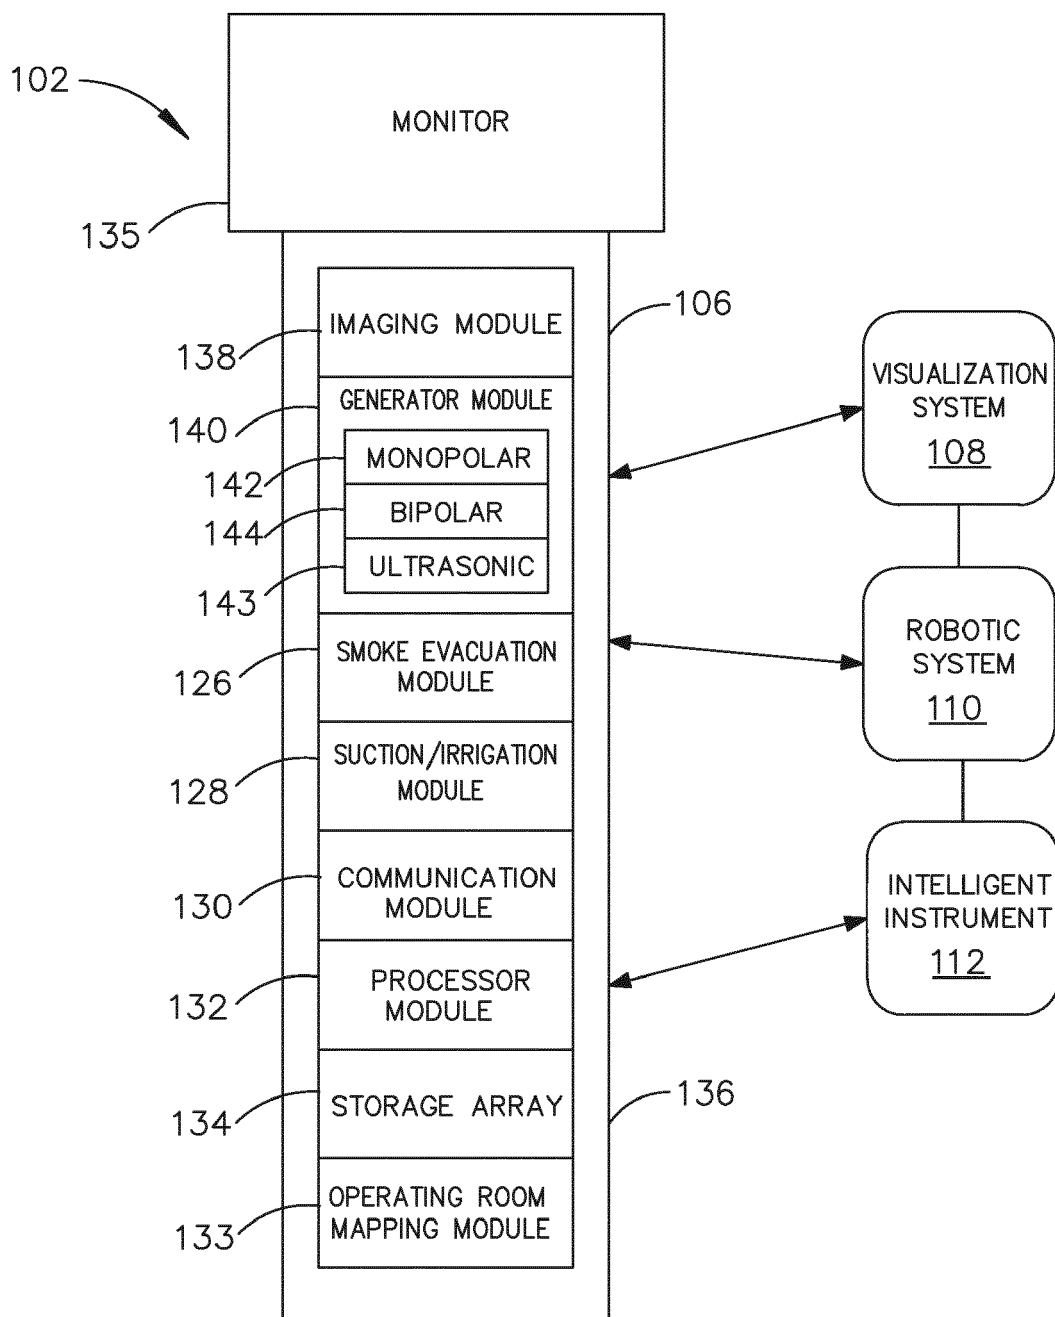 102
MONITOR
135
106
IMAGING MODULE
138
GENERATOR MODULE
140
MONOPOLAR
142
BIPOLAR
144
ULTRASONIC
143
SMOKE EVACUATION
MODULE
126
SUCTION/IRRIGATION
MODULE
128
COMMUNICATION
MODULE
130
PROCESSOR
MODULE
132
STORAGE ARRAY
134
136
OPERATING ROOM
MAPPING MODULE
133
VISUALIZATION
SYSTEM
108
ROBOTIC
SYSTEM
110
INTELLIGENT
INSTRUMENT
112